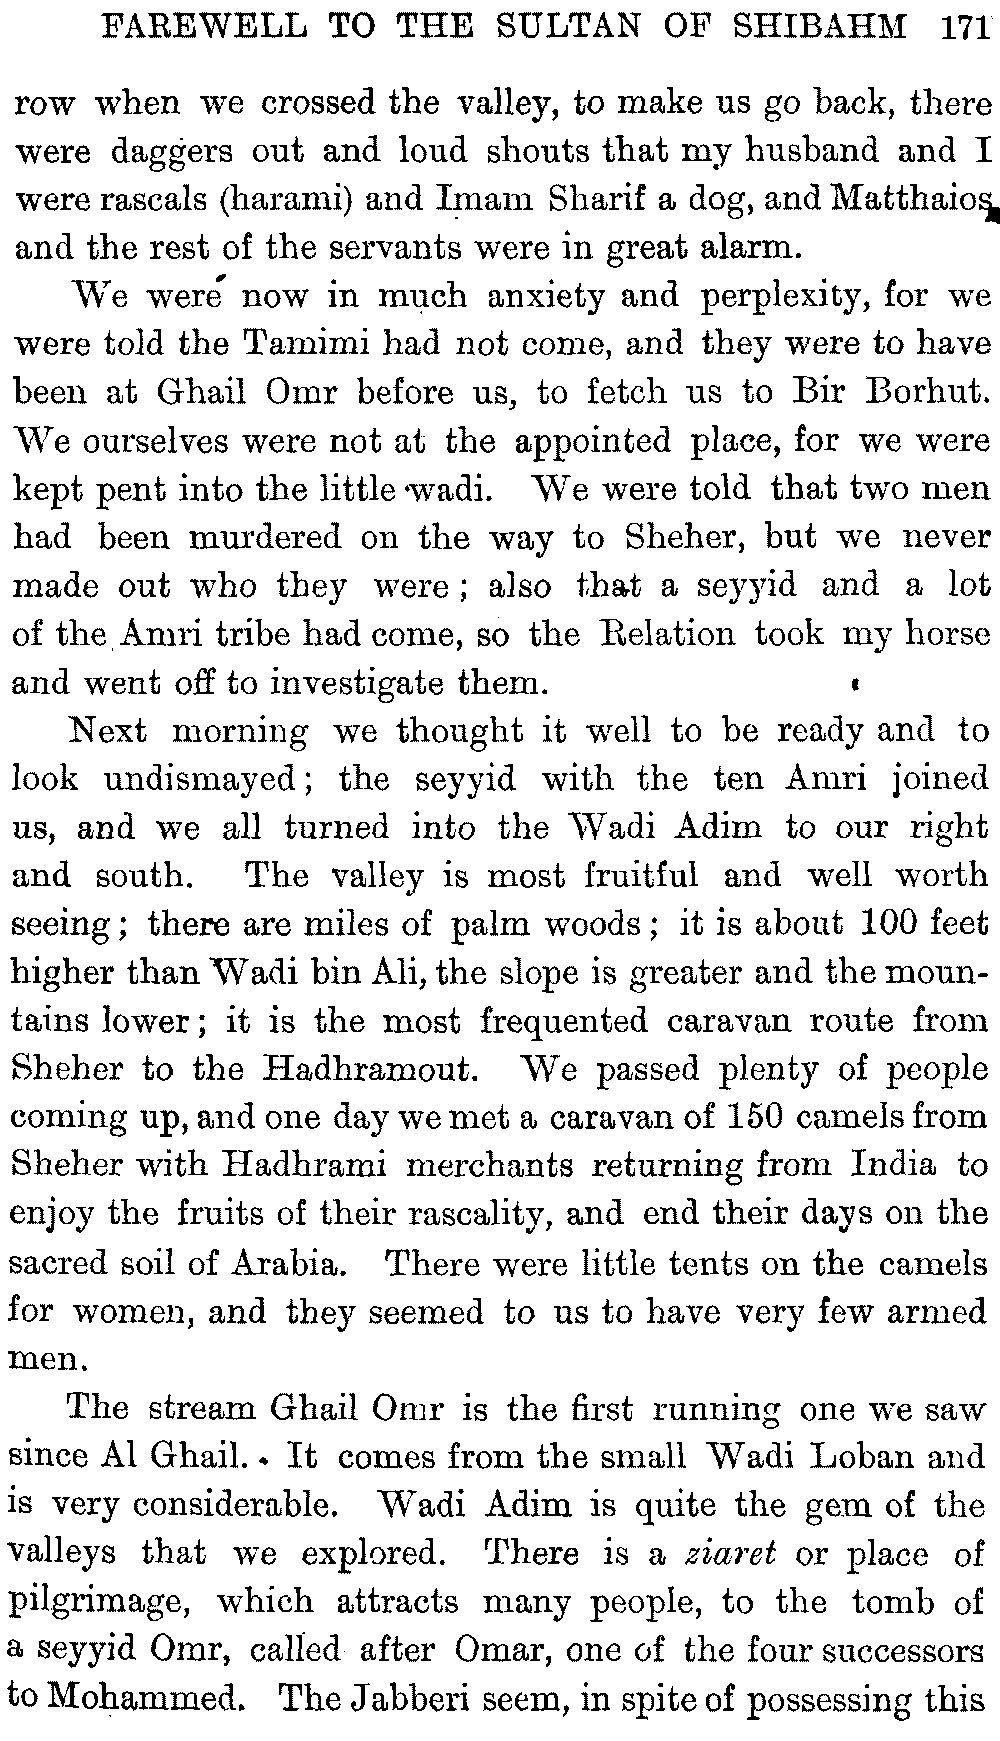 FAREWELL TO THE SULTAN OF SHIBAHM 171
row when we crossed the valley, to make us go back, there
were daggers out and loud shouts that my husband and I
were rascals (harami) and Imam Sharif a dog, and Matthaios
and the rest of the servants were in great alarm.
We were now in much anxiety and perplexity, for we
were told the Tamimi had not come, and they were to have
been at Ghail Omr before us, to fetch us to Bir Borhut.
We ourselves were not at the appointed place, for we were
kept pent into the little wadi. We were told that two men
had been murdered on the way to Sheher, but we never
made out who they were ; also that a seyyid and a lot
of the Amri tribe had come, so the Relation took my horse
and went off to investigate them.
Next morning we thought it well to be ready and to
look undismayed ; the seyyid with the ten Amri joined
us, and we all turned into the Wadi Adim to our right
and south. The valley is most fruitful and well worth
seeing ; there are miles of palm woods ; it is about 100 feet
higher than Wadi bin Ali, the slope is greater and the moun-
tains lower ; it is the most frequented caravan route from
Sheher to the Hadhramout. We passed plenty of people
coming up, and one day we met a caravan of 150 camels from
Sheher with Hadhrami merchants returning from India to
enjoy the fruits of their rascality, and end their days on the
sacred soil of Arabia. There were little tents on the camels
for women, and they seemed to us to have very few armed
men.
The stream Ghail Omr is the first running one we saw
since Al Ghail. It comes from the small Wadi Loban and
is very considerable. Wadi Adim is quite the gem of the
valleys that we explored. There is a ziaret or place of
pilgrimage, which attracts many people, to the tomb of
a seyyid Omr, called after Omar, one of the four successors
to Mohammed. The Jabberi seem, in spite of possessing this